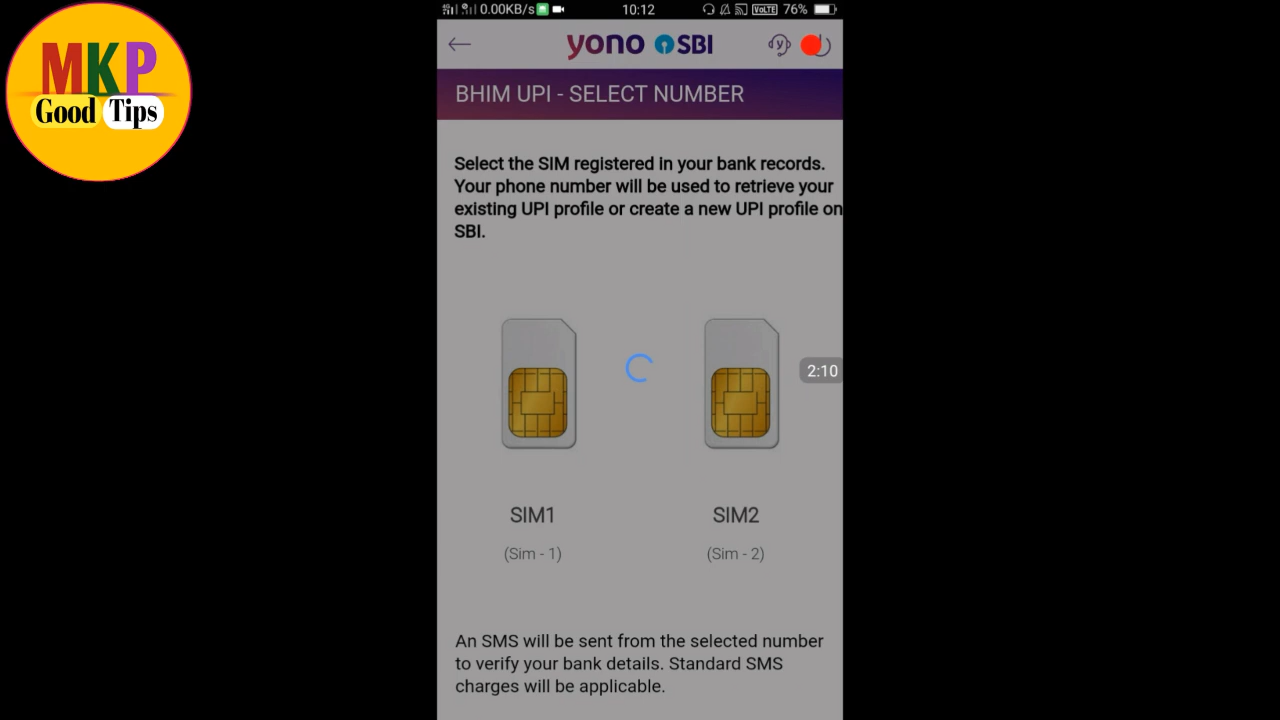 MKP
Good Tips
0.00KB/s 10:12 VoLTE 76%
yono SBI
BHIM UPI - SELECT NUMBER
Select the SIM registered in your bank records.
Your phone number will be used to retrieve your
existing UPI profile or create a new UPI profile on
SBI.
2:10
SIM1 SIM2
(Sim - 1) (Sim - 2)
An SMS will be sent from the selected number
to verify your bank details. Standard SMS
charges will be applicable.